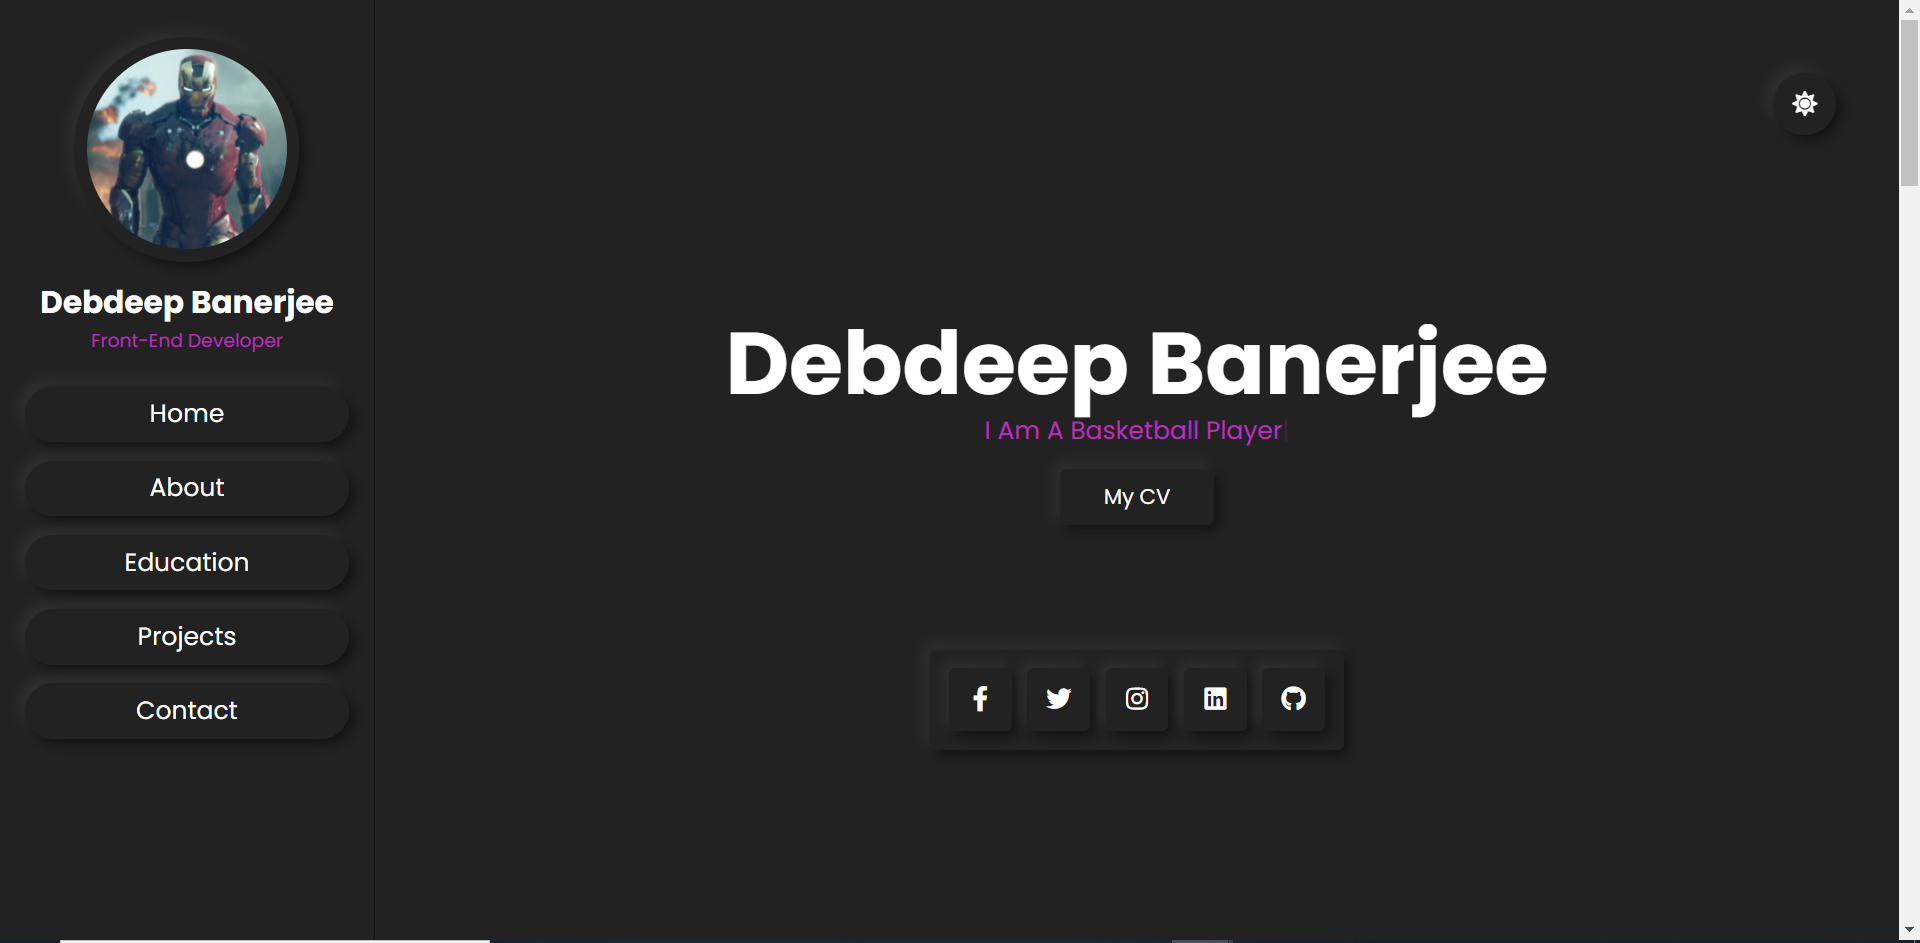 Debdeep Banerjee
Front-End Developer
Home
About
Education
Projects
Contact
Debdeep Banerjee
I Am A Basketball Player
My CV